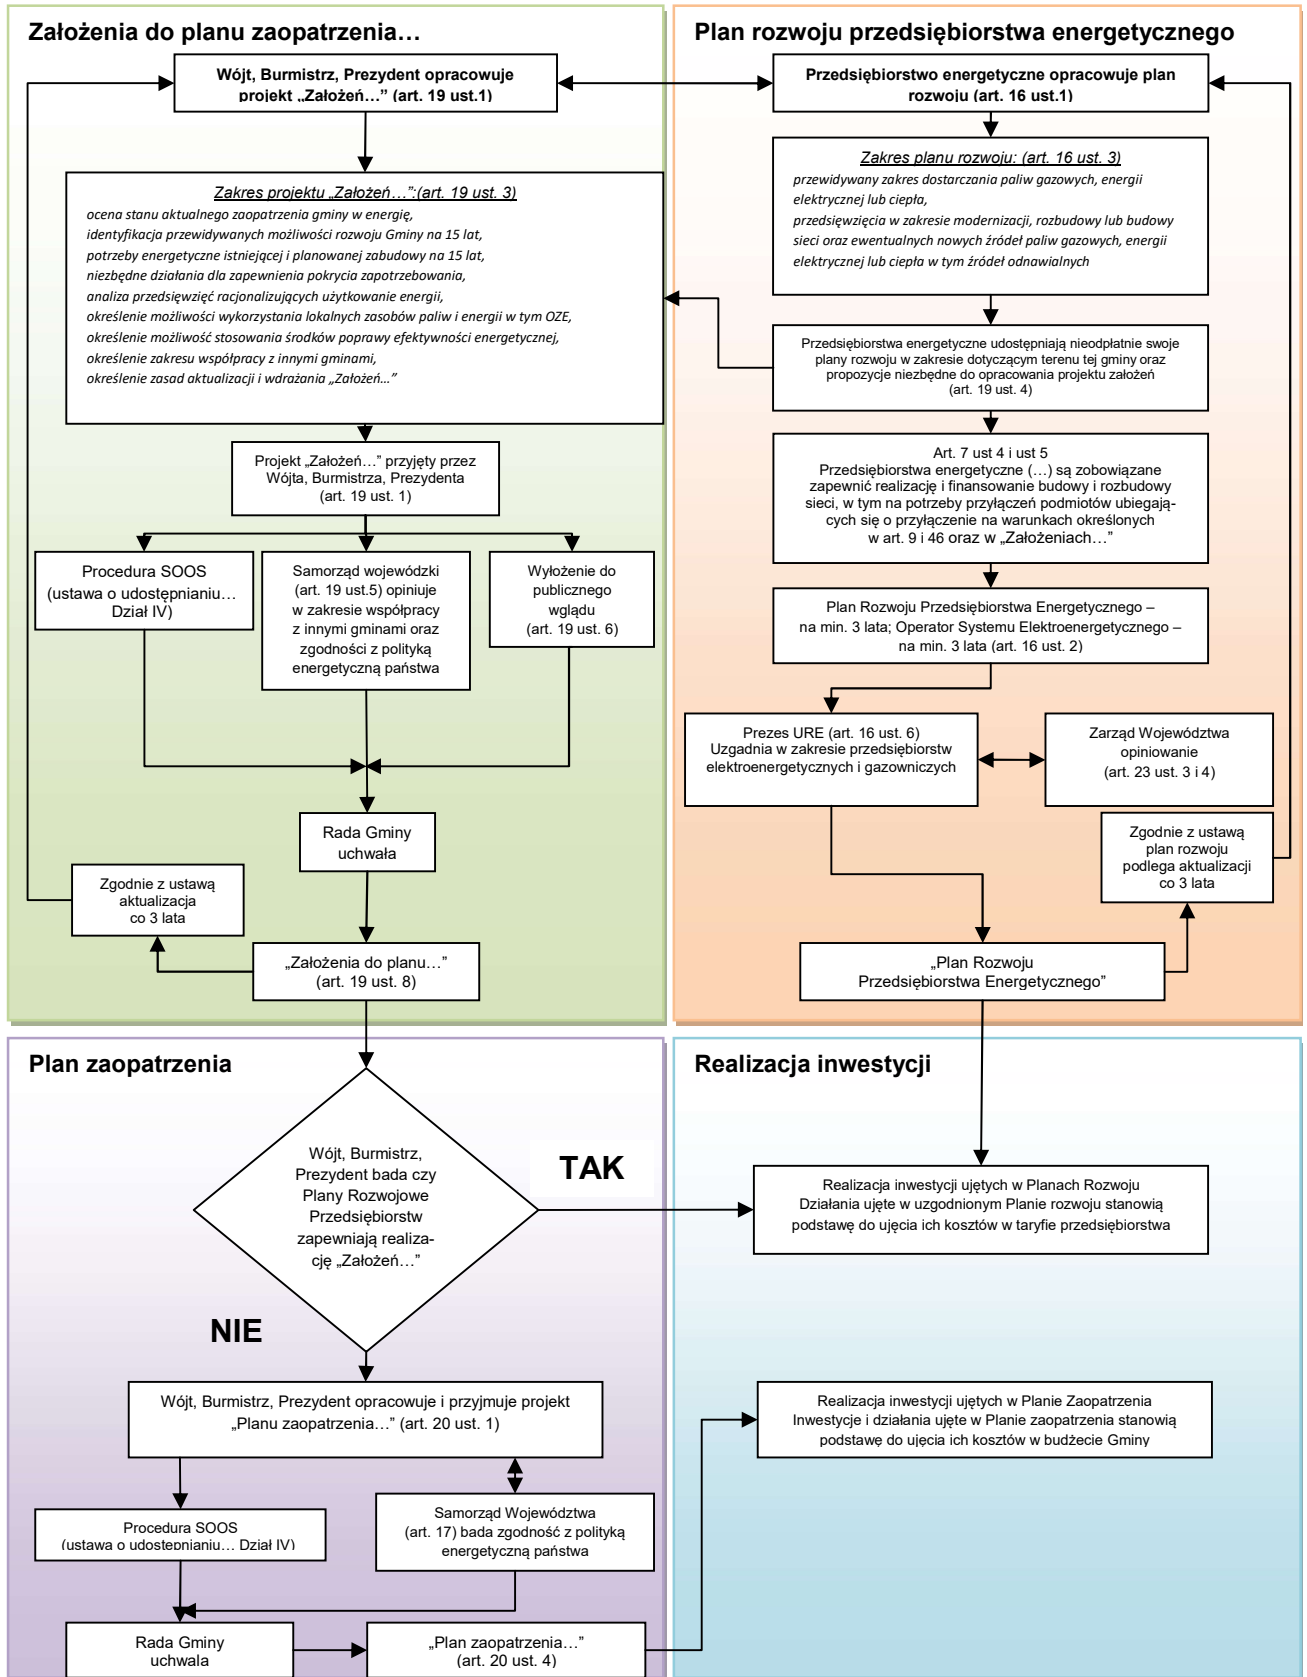 Założenia do planu zaopatrzenia…
Wójt, Burmistrz, Prezydent opracowuje
projekt „Założeń…” (art. 19 ust.1)
Zakres projektu „Założeń…”:(art. 19 ust. 3)
ocena stanu aktualnego zaopatrzenia gminy w energię,
identyfikacja przewidywanych możliwości rozwoju Gminy na 15 lat,
potrzeby energetyczne istniejącej i planowanej zabudowy na 15 lat,
niezbędne działania dla zapewnienia pokrycia zapotrzebowania,
analiza przedsięwzięć racjonalizujących użytkowanie energii,
określenie możliwości wykorzystania lokalnych zasobów paliw i energii w tym OZE,
określenie możliwość stosowania środków poprawy efektywności energetycznej,
określenie zakresu współpracy z innymi gminami,
określenie zasad aktualizacji i wdrażania „Założeń…”
Projekt „Założeń…” przyjęty przez
Wójta, Burmistrza, Prezydenta
(art. 19 ust. 1)
Procedura SOOS
(ustawa o udostępnianiu…
Dział IV)
Samorząd wojewódzki
(art. 19 ust.5) opiniuje
w zakresie współpracy
z innymi gminami oraz
zgodności z polityką
energetyczną państwa
Wyłożenie do
publicznego
wglądu
(art. 19 ust. 6)
Rada Gminy
uchwała
Zgodnie z ustawą
aktualizacja
co 3 lata
„Założenia do planu…”
(art. 19 ust. 8)
Plan rozwoju przedsiębiorstwa energetycznego
Przedsiębiorstwo energetyczne opracowuje plan
rozwoju (art. 16 ust.1)
Zakres planu rozwoju: (art. 16 ust. 3)
przewidywany zakres dostarczania paliw gazowych, energii
elektrycznej lub ciepła,
przedsięwzięcia w zakresie modernizacji, rozbudowy lub budowy
sieci oraz ewentualnych nowych źródeł paliw gazowych, energii
elektrycznej lub ciepła w tym źródeł odnawialnych
Przedsiębiorstwa energetyczne udostępniają nieodpłatnie swoje
plany rozwoju w zakresie dotyczącym terenu tej gminy oraz
propozycje niezbędne do opracowania projektu założeń
(art. 19 ust. 4)
Art. 7 ust 4 i ust 5
Przedsiębiorstwa energetyczne (…) są zobowiązane
zapewnić realizację i finansowanie budowy i rozbudowy
sieci, w tym na potrzeby przyłączeń podmiotów ubiegają-
cych się o przyłączenie na warunkach określonych
w art. 9 i 46 oraz w „Założeniach…”
Plan Rozwoju Przedsiębiorstwa Energetycznego –
na min. 3 lata; Operator Systemu Elektroenergetycznego –
na min. 3 lata (art. 16 ust. 2)
Prezes URE (art. 16 ust. 6)
Uzgadnia w zakresie przedsiębiorstw
elektroenergetycznych i gazowniczych
Zarząd Województwa
opiniowanie
(art. 23 ust. 3 i 4)
Zgodnie z ustawą
plan rozwoju
podlega aktualizacji
co 3 lata
„Plan Rozwoju
Przedsiębiorstwa Energetycznego”
Plan zaopatrzenia
Wójt, Burmistrz,
Prezydent bada czy
Plany Rozwojowe
Przedsiębiorstw
zapewniają realiza-
cję „Założeń…”
TAK
NIE
Wójt, Burmistrz, Prezydent opracowuje i przyjmuje projekt
„Planu zaopatrzenia…” (art. 20 ust. 1)
Procedura SOOS
(ustawa o udostępnianiu… Dział IV)
Samorząd Województwa
(art. 17) bada zgodność z polityką
energetyczną państwa
Rada Gminy
uchwala
„Plan zaopatrzenia…”
(art. 20 ust. 4)
Realizacja inwestycji
Realizacja inwestycji ujętych w Planach Rozwoju
Działania ujęte w uzgodnionym Planie rozwoju stanowią
podstawę do ujęcia ich kosztów w taryfie przedsiębiorstwa
Realizacja inwestycji ujętych w Planie Zaopatrzenia
Inwestycje i działania ujęte w Planie zaopatrzenia stanowią
podstawę do ujęcia ich kosztów w budżecie Gminy